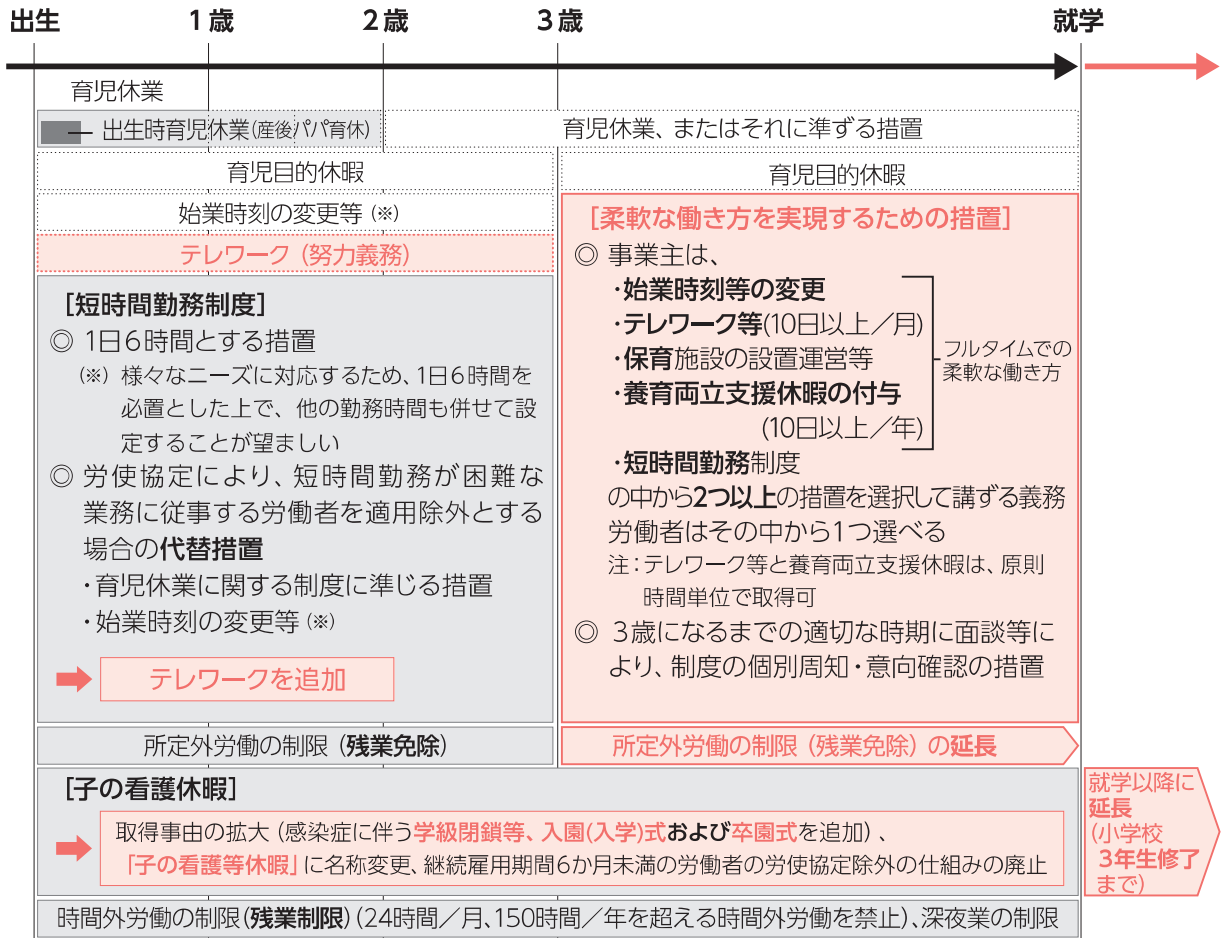 出生
1歳
2歳
3歳
就学
育児休業
出生時育児休業(産後パパ育休)
育児休業、またはそれに準ずる措置
育児目的休暇
育児目的休暇
始業時刻の変更等（※）
テレワーク（努力義務）
[短時間勤務制度]
◎ 1日6時間とする措置
（※）様々なニーズに対応するため、1日6時間を
必置とした上で、他の勤務時間も併せて設
定することが望ましい
◎ 労使協定により、短時間勤務が困難な
業務に従事する労働者を適用除外とする
場合の代替措置
・育児休業に関する制度に準じる措置
・始業時刻の変更等（※）
テレワークを追加
[柔軟な働き方を実現するための措置]
◎ 事業主は、
・始業時刻等の変更
・テレワーク等(10日以上／月)
・保育施設の設置運営等
・養育両立支援休暇の付与
(10日以上／年)
フルタイムでの
柔軟な働き方
・短時間勤務制度
の中から2つ以上の措置を選択して講ずる義務
労働者はその中から1つ選べる
注：テレワーク等と養育両立支援休暇は、原則
時間単位で取得可
◎ 3歳になるまでの適切な時期に面談等に
より、制度の個別周知・意向確認の措置
所定外労働の制限（残業免除）
所定外労働の制限（残業免除）の延長
[子の看護休暇]
取得事由の拡大（感染症に伴う学級閉鎖等、入園(入学)式および卒園式を追加）、
「子の看護等休暇」に名称変更、継続雇用期間6か月未満の労働者の労使協定除外の仕組みの廃止
就学以降に
延長
(小学校
3年生修了
まで)
時間外労働の制限(残業制限)(24時間／月、150時間／年を超える時間外労働を禁止)、深夜業の制限